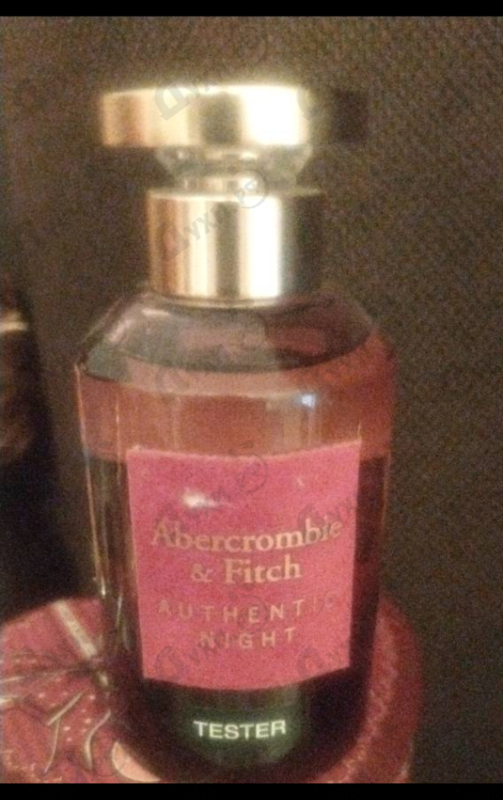 Abercrombie
& Fitch
AUTHENTIC
NIGHT
TESTER